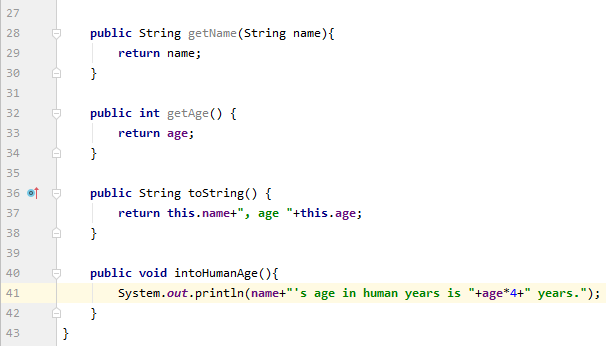 27
28 public String getName(String name){
29 return name;
30 }
31
32 public int getAge() {
33 return age;
34 }
35
36 public String toString() {
37 return this.name+", age "+this.age;
38 }
39
40 public void intoHumanAge(){
41 System.out.println(name+"'s age in human years is "+age*4+" years.");
42 }
43 }